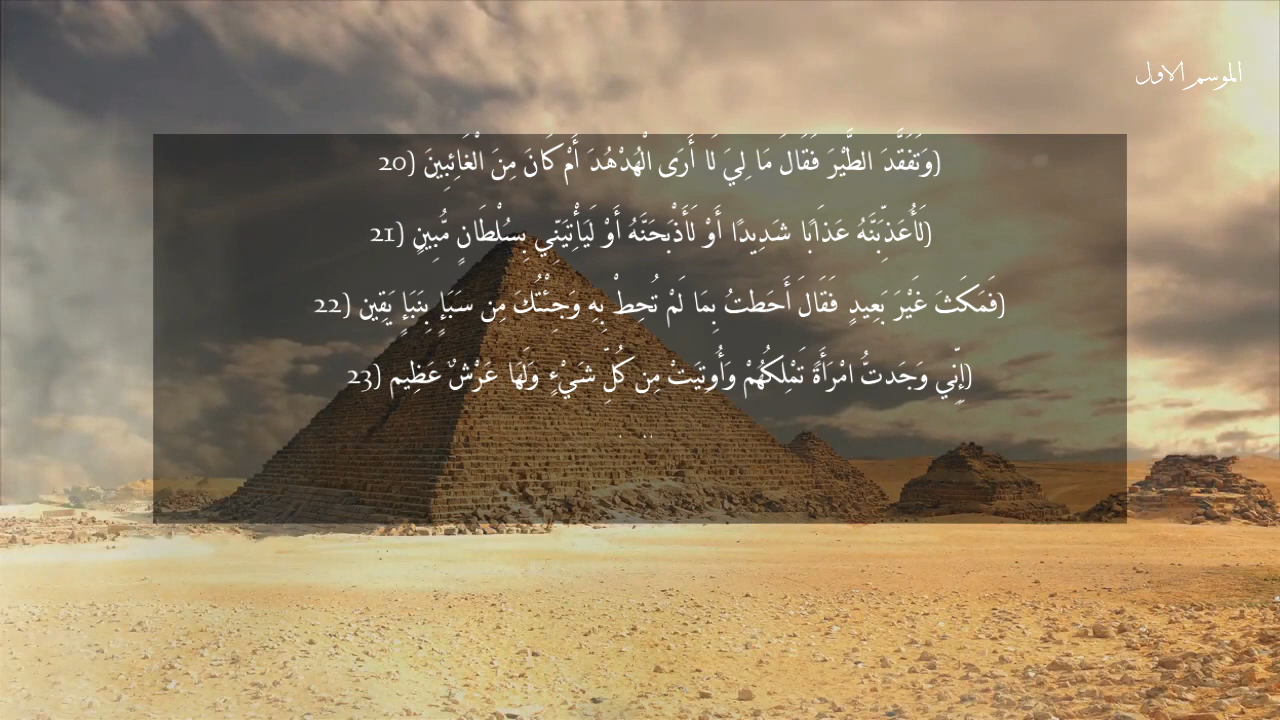 الموسم الاول
(وَتَفَقَّدَ الطَّيْرَ فَقَالَ مَا لِيَ لَا أَرَى الْهُدْهُدَ أَمْ كَانَ مِنَ الْغَائِبِينَ (20
(لَأُعَذِّبَنَّهُ عَذَابًا شَدِيدًا أَوْ لَأَذْبَحَنَّهُ أَوْ لَيَأْتِيَنِّي بِسُلْطَانٍ مُّبِينٍ (21
(فَمَكَثَ غَيْرَ بَعِيدٍ فَقَالَ أَحَطتُ بِمَا لَمْ تُحِطْ بِهِ وَجِئْتُكَ مِن سَبَإٍ بِنَبَإٍ يَقِين (22
(إِنِّي وَجَدتُّ امْرَأَةً تَمْلِكُهُمْ وَأُوتِيَتْ مِن كُلِّ شَيْءٍ وَلَهَا عَرْشٌ عَظِيم (23